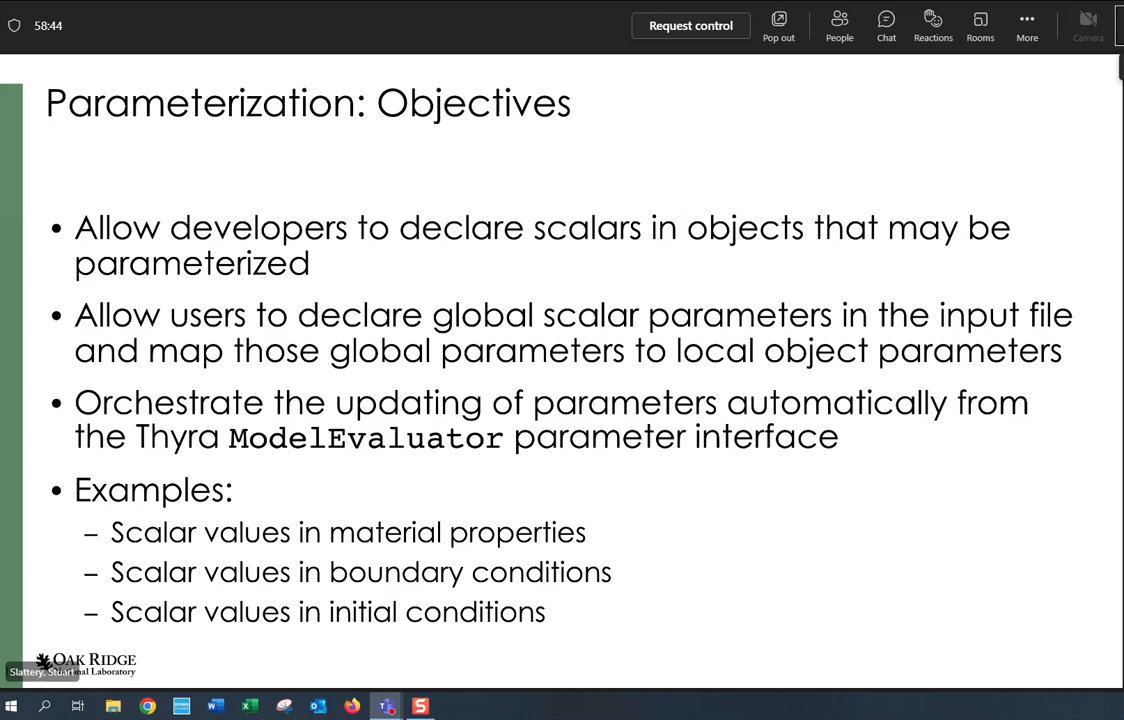 58:44
Request control
Pop out
People
Chat
Reactions
Rooms
More
Camera
Parameterization: Objectives
• Allow developers to declare scalars in objects that may be
parameterized
• Allow users to declare global scalar parameters in the input file
and map those global parameters to local object parameters
• Orchestrate the updating of parameters automatically from
the Thyra ModelEvaluator parameter interface
• Examples:
– Scalar values in material properties
– Scalar values in boundary conditions
– Scalar values in initial conditions
OAK RIDGE
Laboratory
Slattery, Stuart